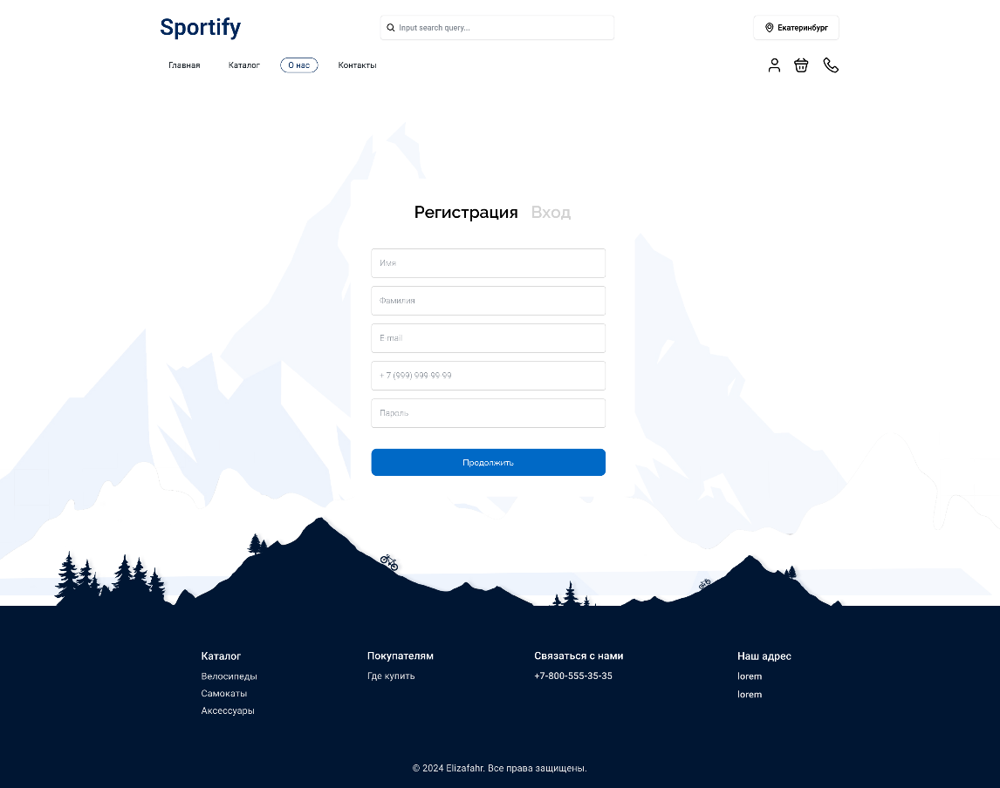 Sportify
Input search query...
Екатеринбург
Главная
Каталог
О нас
Контакты
Регистрация
Вход
Имя
Фамилия
E-mail
+ 7 (999) 999-99-99
Пароль
Продолжить
Каталог
Велосипеды
Самокаты
Аксессуары
Покупателям
Где купить
Связаться с нами
+7-800-555-35-35
Наш адрес
lorem
lorem
© 2024 Elizafahr. Все права защищены.